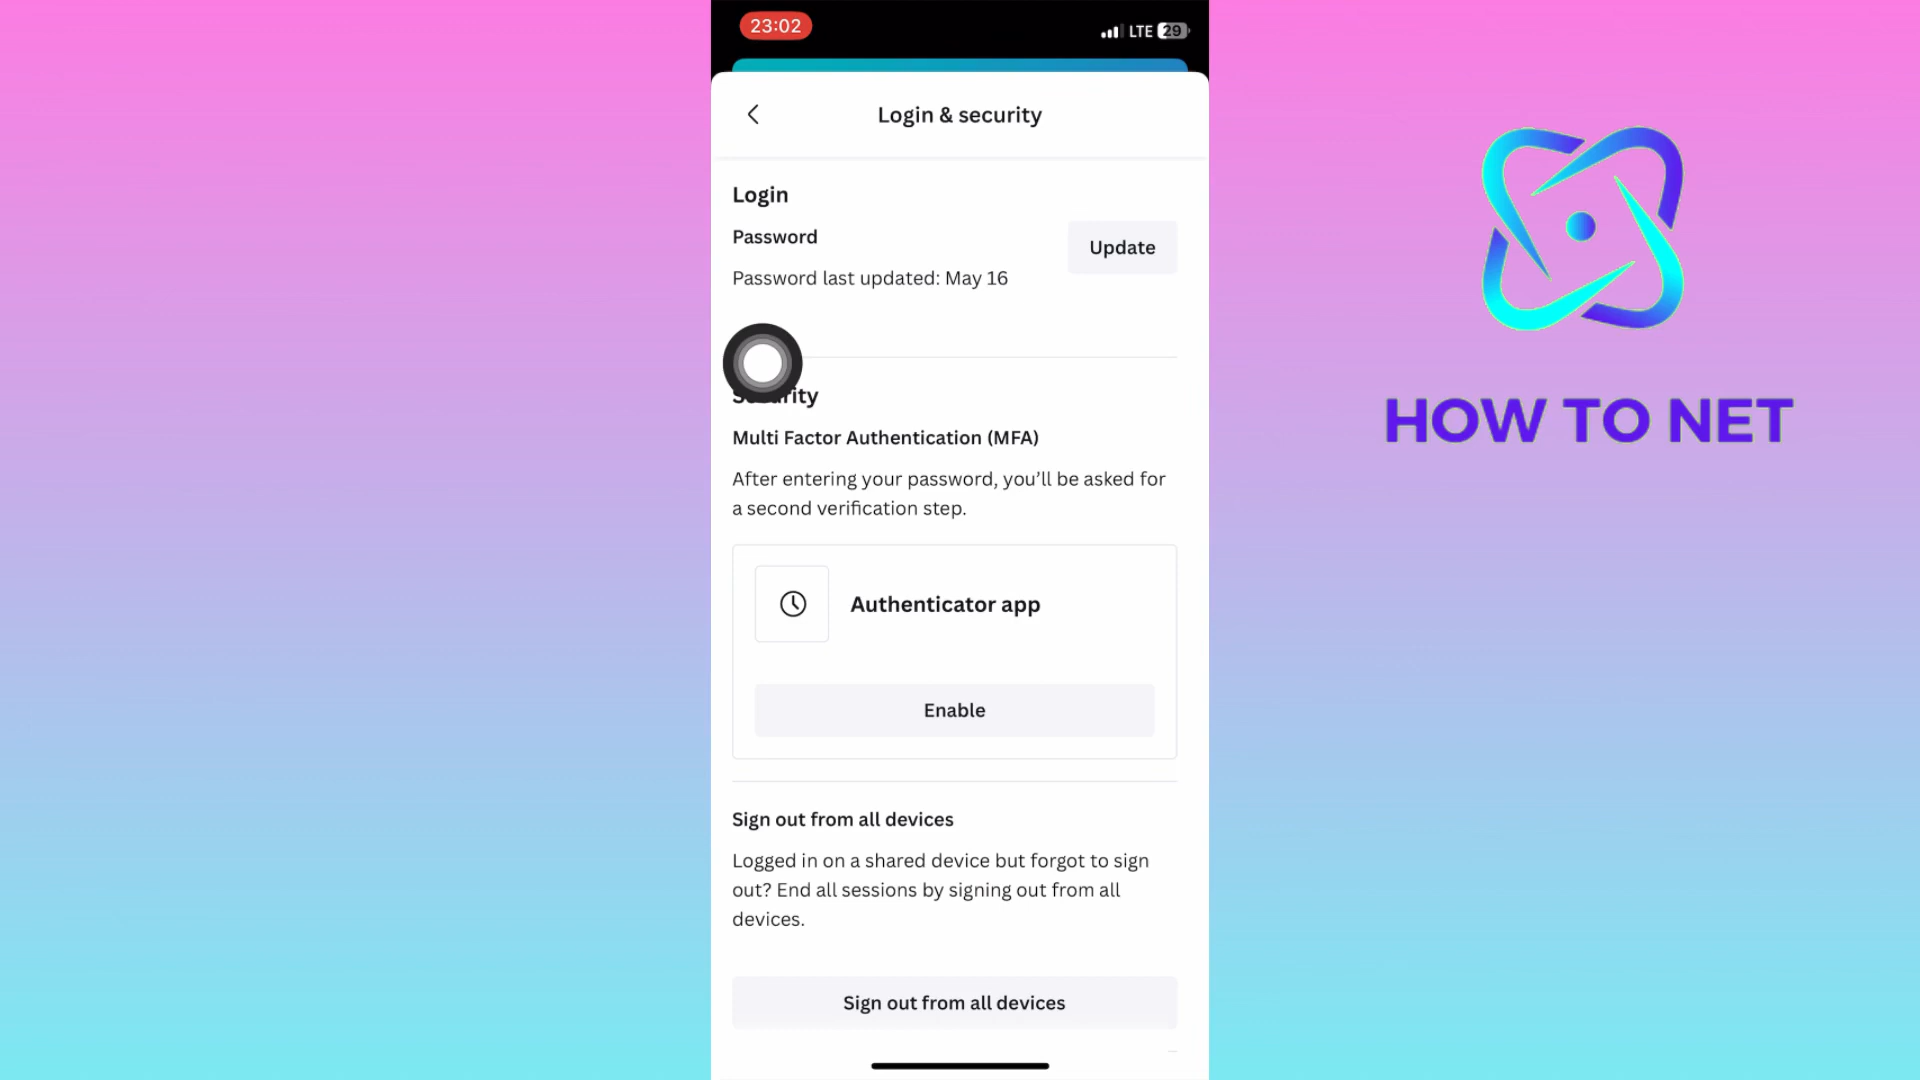 23:02
LTE 29
Login & security
Login
Password
Update
Password last updated: May 16
Multi Factor Authentication (MFA)
After entering your password, you’ll be asked for
a second verification step.
Authenticator app
Enable
Sign out from all devices
Logged in on a shared device but forgot to sign
out? End all sessions by signing out from all
devices.
Sign out from all devices
HOW TO NET